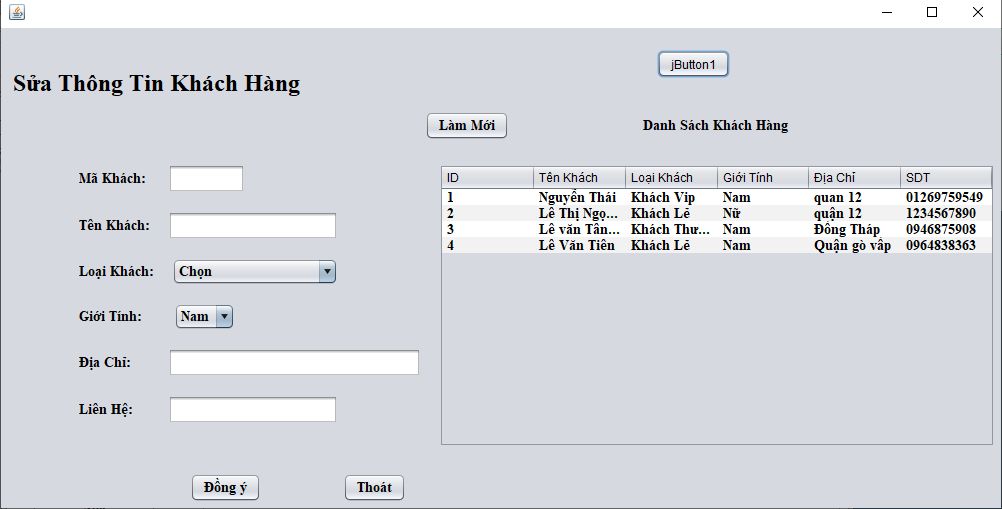 jButton1
Sửa Thông Tin Khách Hàng
Làm Mới
Danh Sách Khách Hàng
Mã Khách:
Tên Khách:
Loại Khách: Chọn
Giới Tính: Nam
Địa Chỉ:
Liên Hệ:
Đồng ý Thoát
ID Tên Khách Loại Khách Giới Tính Địa Chỉ SDT
1 Nguyễn Thái Khách Vip Nam quan 12 01269759549
2 Lê Thị Ngọ... Khách Lẻ Nữ quận 12 1234567890
3 Lê văn Tân... Khách Thư... Nam Đồng Tháp 0946875908
4 Lê Văn Tiên Khách Lẻ Nam Quận gò vấp 0964838363